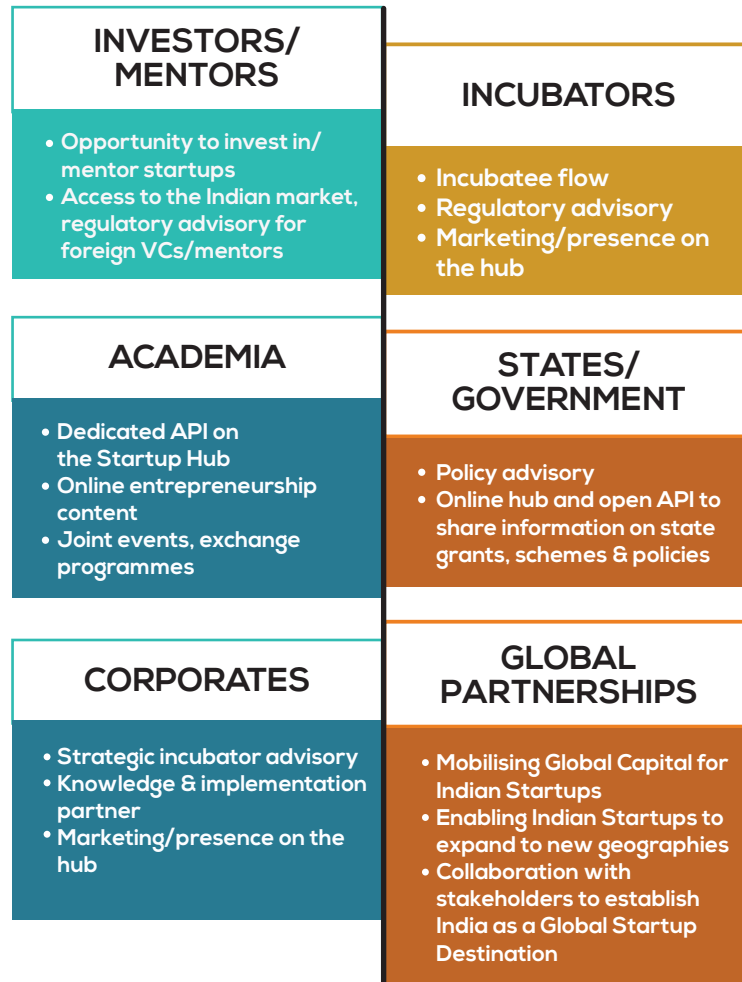 INVESTORS/
MENTORS
• Opportunity to invest in/
mentor startups
• Access to the Indian market,
regulatory advisory for
foreign VCs/mentors
INCUBATORS
• Incubatee flow
• Regulatory advisory
• Marketing/presence on
the hub
ACADEMIA
• Dedicated API on
the Startup Hub
• Online entrepreneurship
content
• Joint events, exchange
programmes
STATES/
GOVERNMENT
• Policy advisory
• Online hub and open API to
share information on state
grants, schemes & policies
CORPORATES
• Strategic incubator advisory
• Knowledge & implementation
partner
• Marketing/presence on the
hub
GLOBAL
PARTNERSHIPS
• Mobilising Global Capital for
Indian Startups
• Enabling Indian Startups to
expand to new geographies
• Collaboration with
stakeholders to establish
India as a Global Startup
Destination